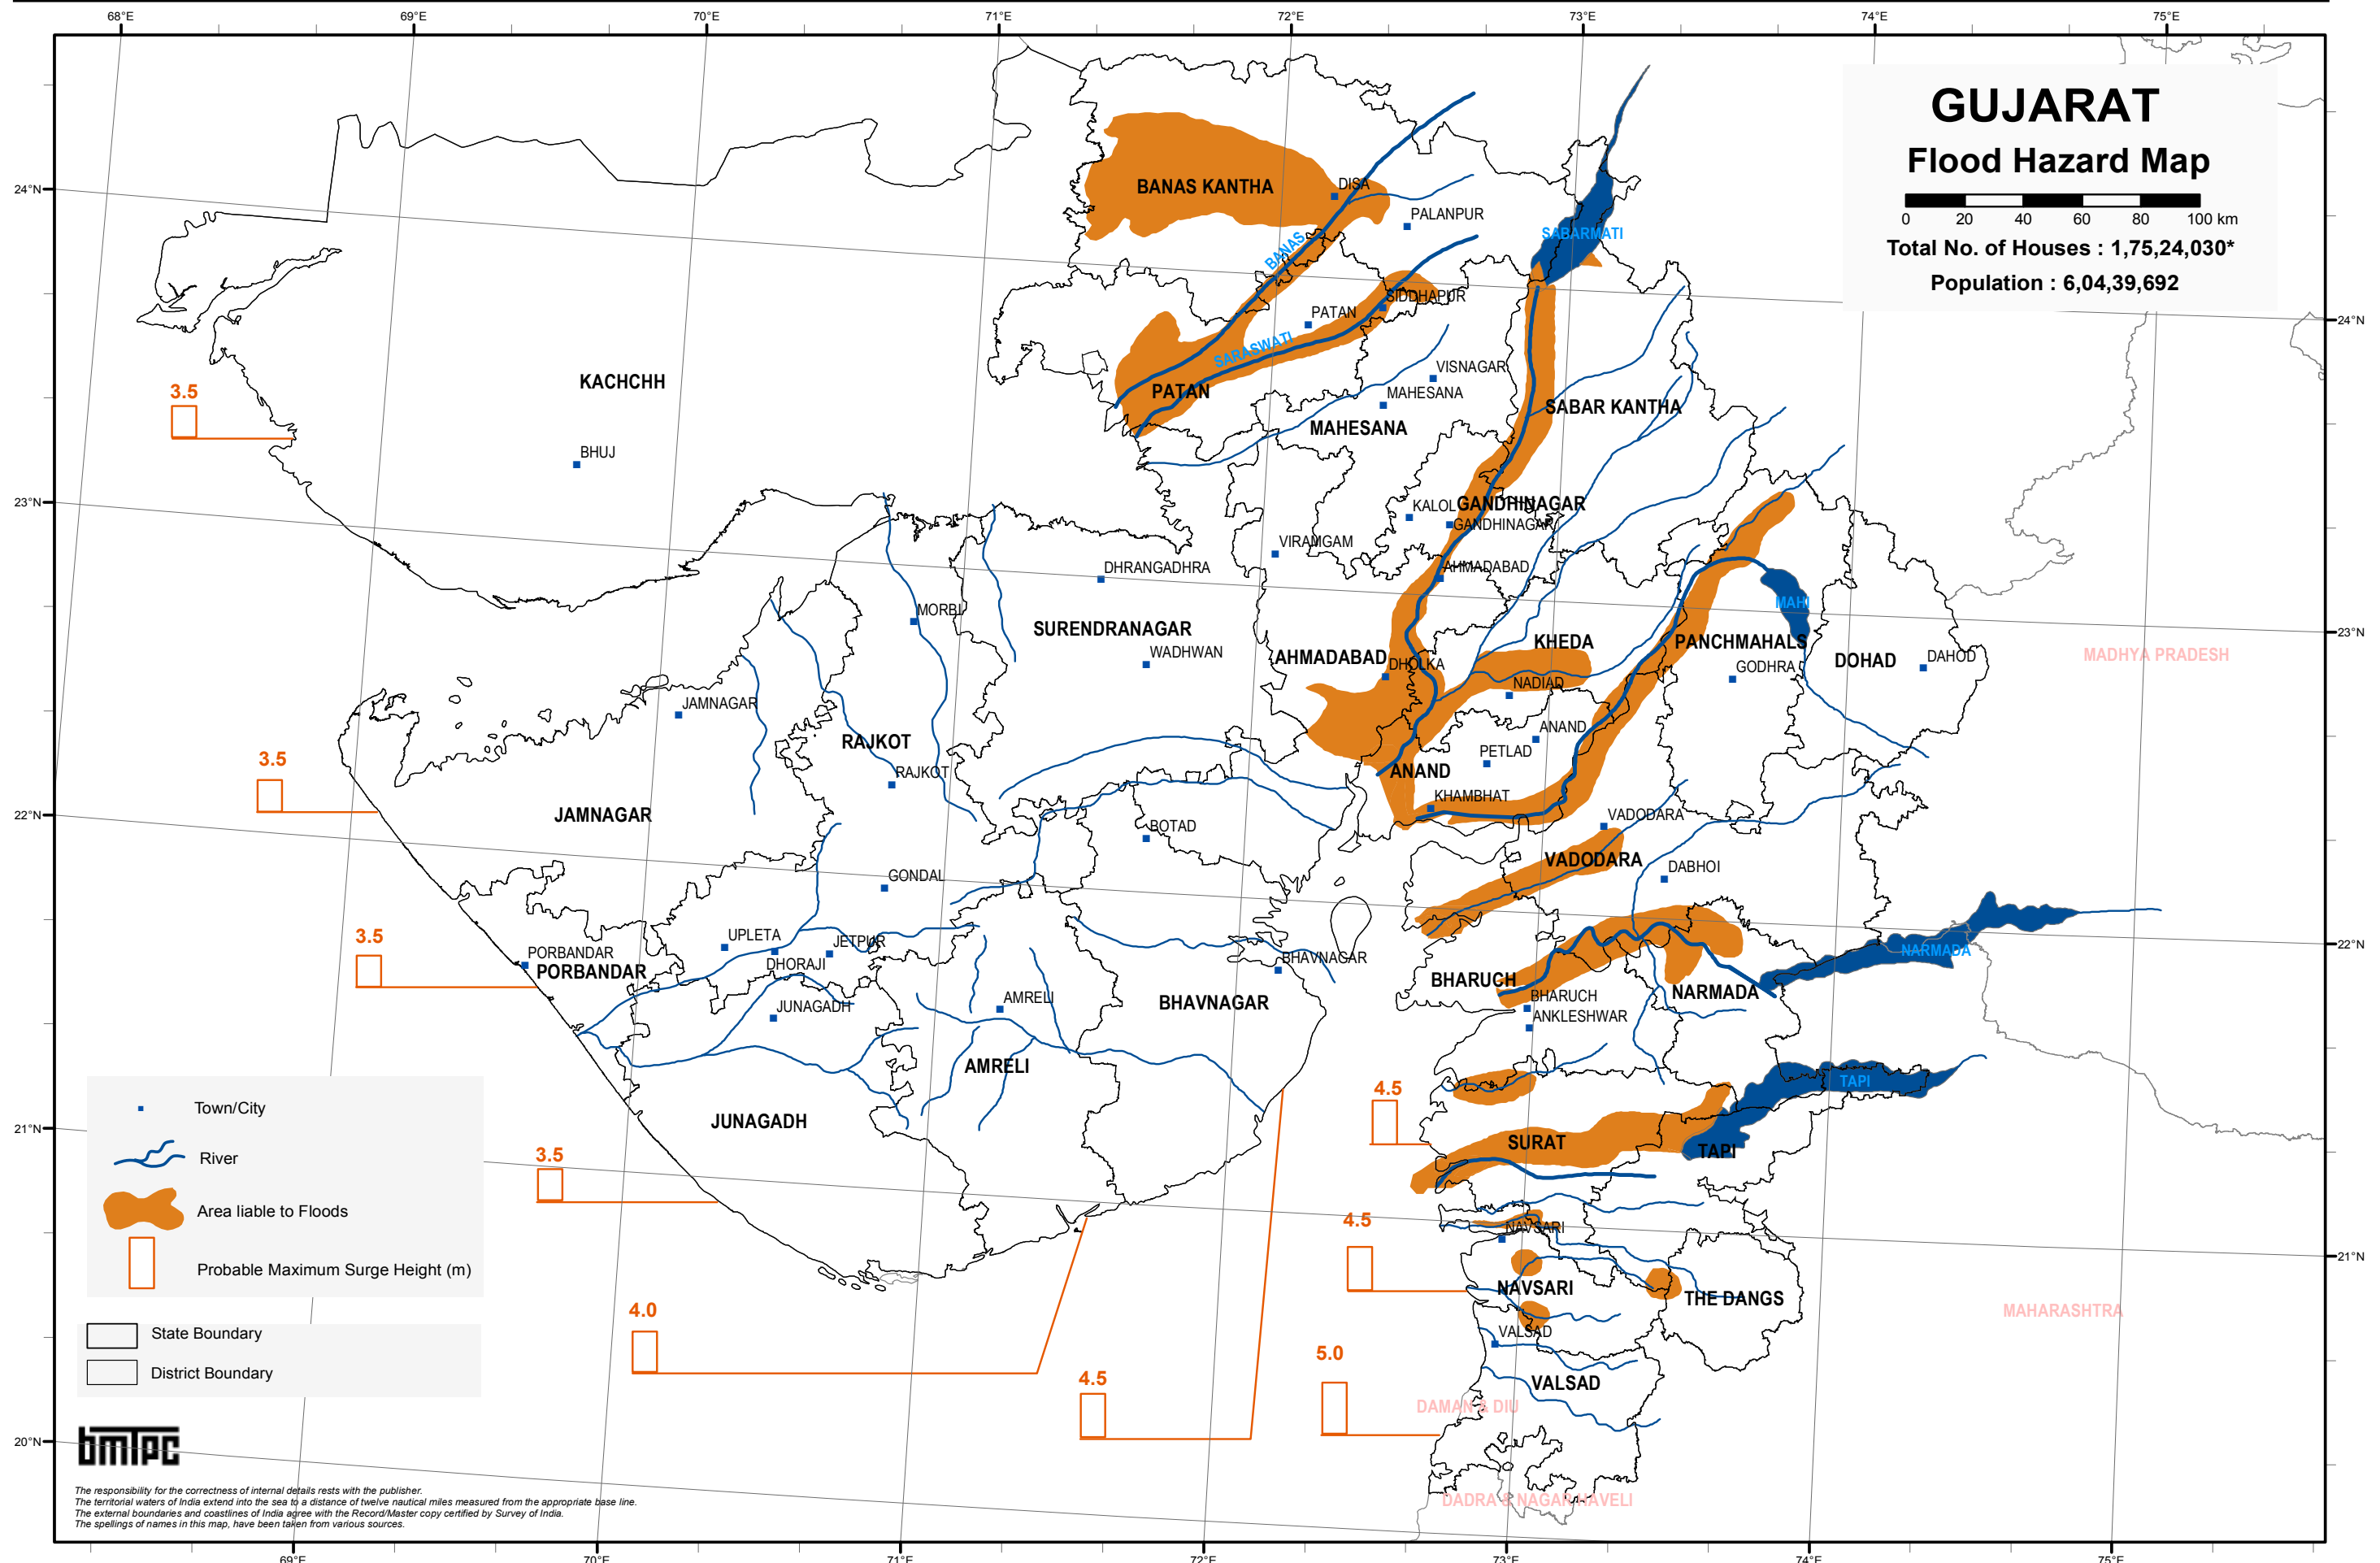 68°E
69°E
70°E
71°E
72°E
73°E
74°E
75°E
GUJARAT
Flood Hazard Map
0 20 40 60 80 100 km
Total No. of Houses : 1,75,24,030*
Population : 6,04,39,692
24°N
24°N
23°N
23°N
22°N
22°N
21°N
21°N
20°N
BANAS KANTHA
DISA
PALANPUR
SABARMATI
BANAS
SIDDHAPUR
PATAN
SARASWATI
VISNAGAR
KACHCHH
PATAN
MAHESANA
SABAR KANTHA
3.5
MAHESANA
BHUJ
KALOL
GANDHINAGAR
GANDHINAGAR
VIRAMGAM
DHRANGADHRA
AHMADABAD
MORBI
MAHI
SURENDRANAGAR
KHEDA
PANCHMAHALS
WADHWAN
AHMADABAD
DHOLKA
GODHRA
DOHAD
DAHOD
MADHYA PRADESH
NADIAD
JAMNAGAR
ANAND
RAJKOT
PETLAD
3.5
RAJKOT
ANAND
KHAMBHAT
JAMNAGAR
VADODARA
BOTAD
VADODARA
DABHOI
GONDAL
3.5
UPLETA
JETPUR
PORBANDAR
DHORAJI
PORBANDAR
BHAVNAGAR
NARMADA
BHARUCH
NARMADA
JUNAGADH
AMRELI
BHAVNAGAR
BHARUCH
ANKLESHWAR
AMRELI
TAPI
4.5
JUNAGADH
SURAT
TAPI
3.5
4.5
NAVSARI
NAVSARI
THE DANGS
MAHARASHTRA
4.0
VALSAD
5.0
4.5
VALSAD
DAMAN & DIU
DADRA & NAGAR HAVELI
Town/City
River
Area liable to Floods
Probable Maximum Surge Height (m)
State Boundary
District Boundary
bmtpc
The responsibility for the correctness of internal details rests with the publisher.
The territorial waters of India extend into the sea to a distance of twelve nautical miles measured from the appropriate base line.
The external boundaries and coastlines of India agree with the Record/Master copy certified by Survey of India.
The spellings of names in this map, have been taken from various sources.
69°E
70°E
71°E
72°E
73°E
74°E
75°E